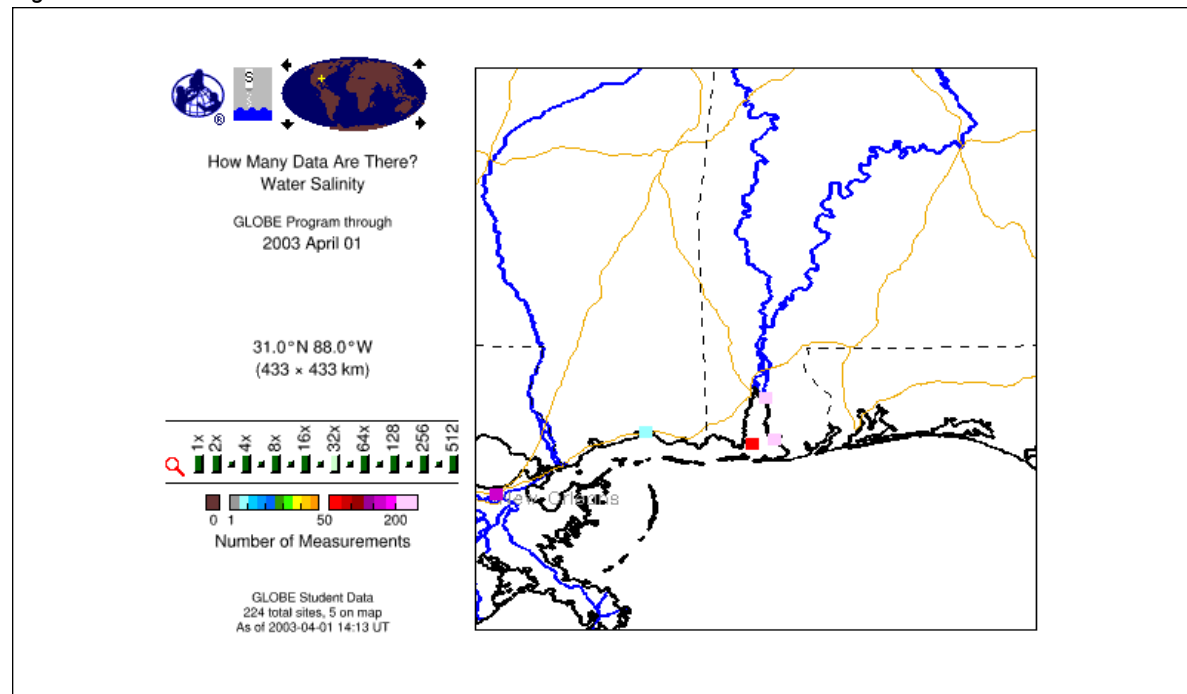 S
®
How Many Data Are There?
Water Salinity
GLOBE Program through
2003 April 01
31.0°N 88.0°W
(433 × 433 km)
1x 2x 4x 8x 16x 32x 64x 128 256 512
0 1 50 200
Number of Measurements
New Orleans
GLOBE Student Data
224 total sites, 5 on map
As of 2003-04-01 14:13 UT